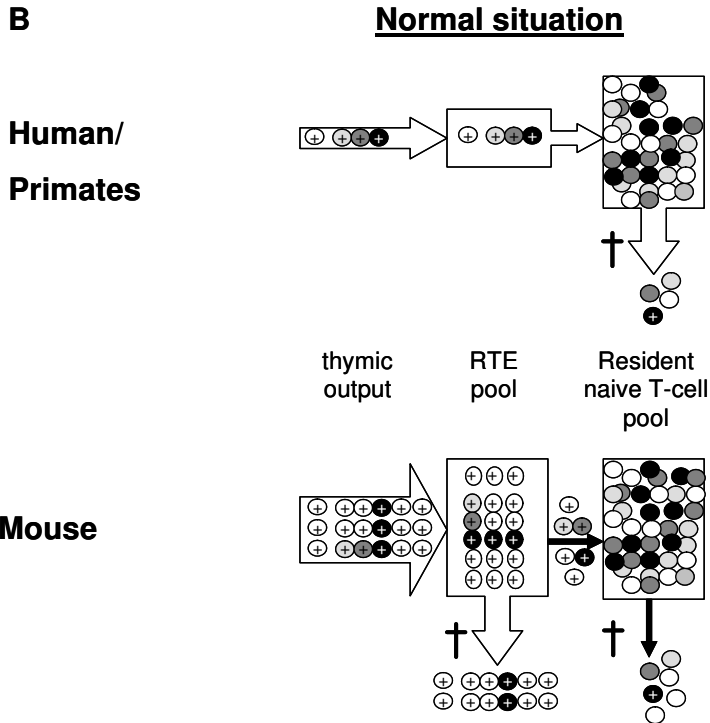 B
Normal situation
Human/
Primates
thymic
output
RTE
pool
Resident
naive T-cell
pool
Mouse